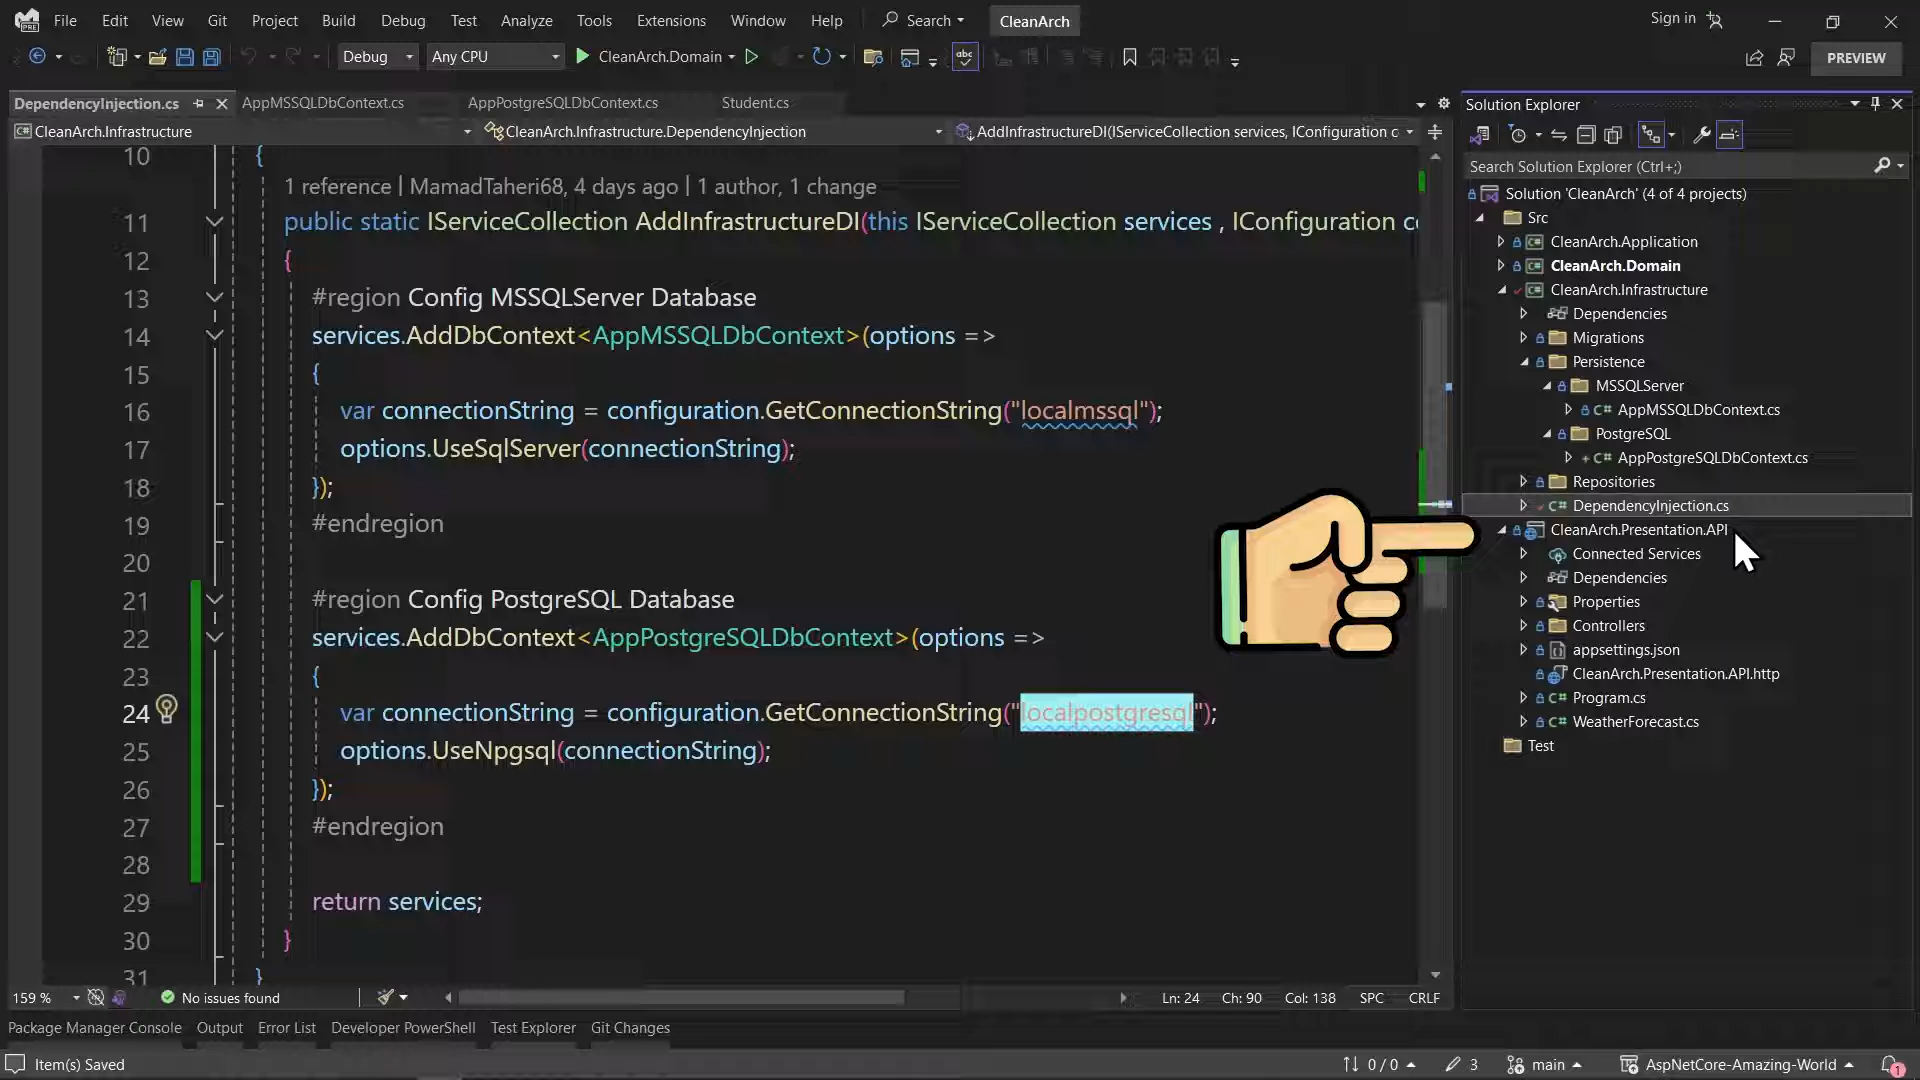 File Edit View Git Project Build Debug Test Analyze Tools Extensions Window Help Search CleanArch Sign in
Debug Any CPU CleanArch.Domain PREVIEW
DependencyInjection.cs AppMSSQLDbContext.cs AppPostgreSQLDbContext.cs Student.cs
CleanArch.Infrastructure CleanArch.Infrastructure.DependencyInjection AddInfrastructureDI(IServiceCollection services, IConfiguration c
10 {
1 reference | MamadTaheri68, 4 days ago | 1 author, 1 change
11 public static IServiceCollection AddInfrastructureDI(this IServiceCollection services , IConfiguration c
12 {
13 #region Config MSSQLServer Database
14 services.AddDbContext<AppMSSQLDbContext>(options =>
15 {
16 var connectionString = configuration.GetConnectionString("localmssql");
17 options.UseSqlServer(connectionString);
18 });
19 #endregion
20
21 #region Config PostgreSQL Database
22 services.AddDbContext<AppPostgreSQLDbContext>(options =>
23 {
24 var connectionString = configuration.GetConnectionString("localpostgresql");
25 options.UseNpgsql(connectionString);
26 });
27 #endregion
28
29 return services;
30 }
31 }
159 % No issues found Ln: 24 Ch: 90 Col: 138 SPC CRLF
Solution Explorer
Search Solution Explorer (Ctrl+;)
Solution 'CleanArch' (4 of 4 projects)
Src
CleanArch.Application
CleanArch.Domain
CleanArch.Infrastructure
Dependencies
Migrations
Persistence
MSSQLServer
AppMSSQLDbContext.cs
PostgreSQL
AppPostgreSQLDbContext.cs
Repositories
DependencyInjection.cs
CleanArch.Presentation.API
Connected Services
Dependencies
Properties
Controllers
appsettings.json
CleanArch.Presentation.API.http
Program.cs
WeatherForecast.cs
Test
Package Manager Console Output Error List Developer PowerShell Test Explorer Git Changes
Item(s) Saved 0 / 0 3 main AspNetCore-Amazing-World 1